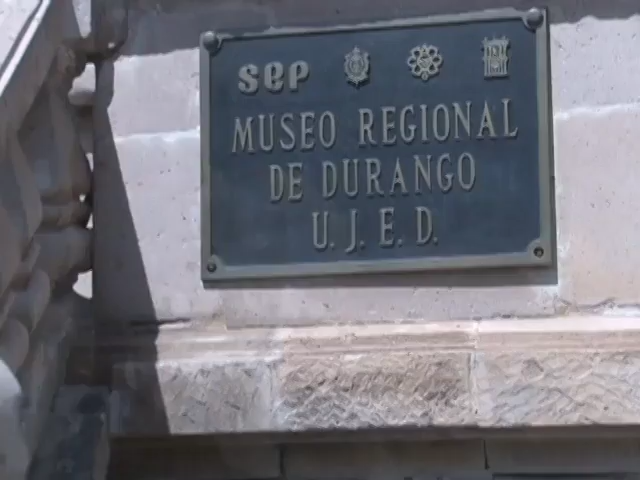 sep
MUSEO REGIONAL
DE DURANGO
U. J. E. D.